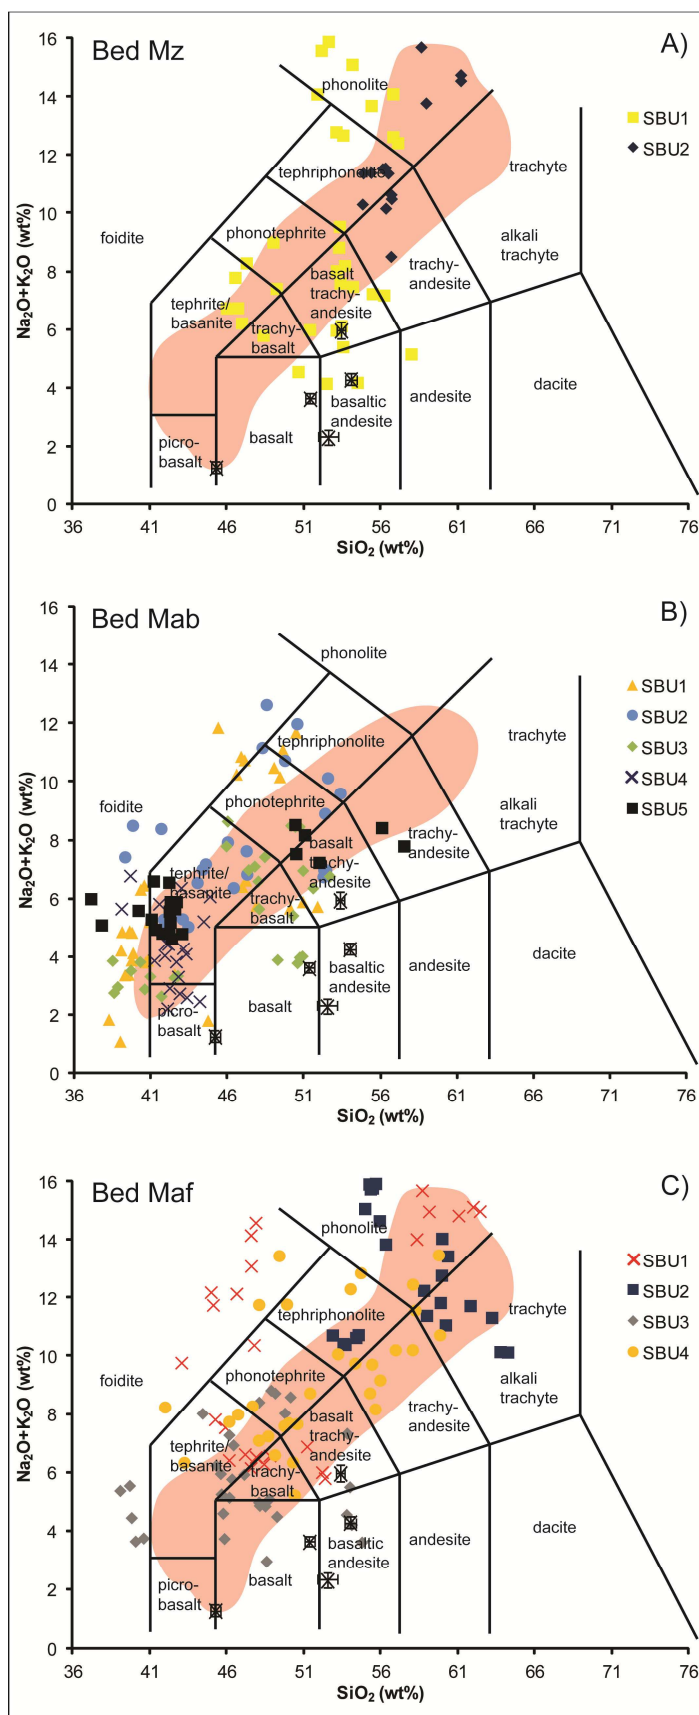 Bed Mz
A)
16
14
12
10
8
6
4
2
0
Na2O+K2O (wt%)
phonolite
SBU1
SBU2
tephriphonolite
trachyte
foidite
phonotephrite
alkali
trachyte
basalt
trachy-
andesite
trachy-
andesite
tephrite/
basanite
trachy-
basalt
dacite
basaltic
andesite
andesite
picro-
basalt
basalt
36 41 46 51 56 61 66 71 76
SiO2 (wt%)
Bed Mab
B)
16
14
12
10
8
6
4
2
0
Na2O+K2O (wt%)
phonolite
SBU1
SBU2
SBU3
SBU4
SBU5
tephriphonolite
trachyte
foidite
phonotephrite
alkali
trachyte
basalt
trachy-
andesite
trachy-
andesite
tephrite/
basanite
trachy-
basalt
dacite
basaltic
andesite
andesite
picro-
basalt
basalt
36 41 46 51 56 61 66 71 76
SiO2 (wt%)
Bed Maf
C)
16
14
12
10
8
6
4
2
0
Na2O+K2O (wt%)
phonolite
SBU1
SBU2
SBU3
SBU4
tephriphonolite
trachyte
foidite
phonotephrite
alkali
trachyte
basalt
trachy-
andesite
trachy-
andesite
tephrite/
basanite
trachy-
basalt
dacite
basaltic
andesite
andesite
picro-
basalt
basalt
36 41 46 51 56 61 66 71 76
SiO2 (wt%)